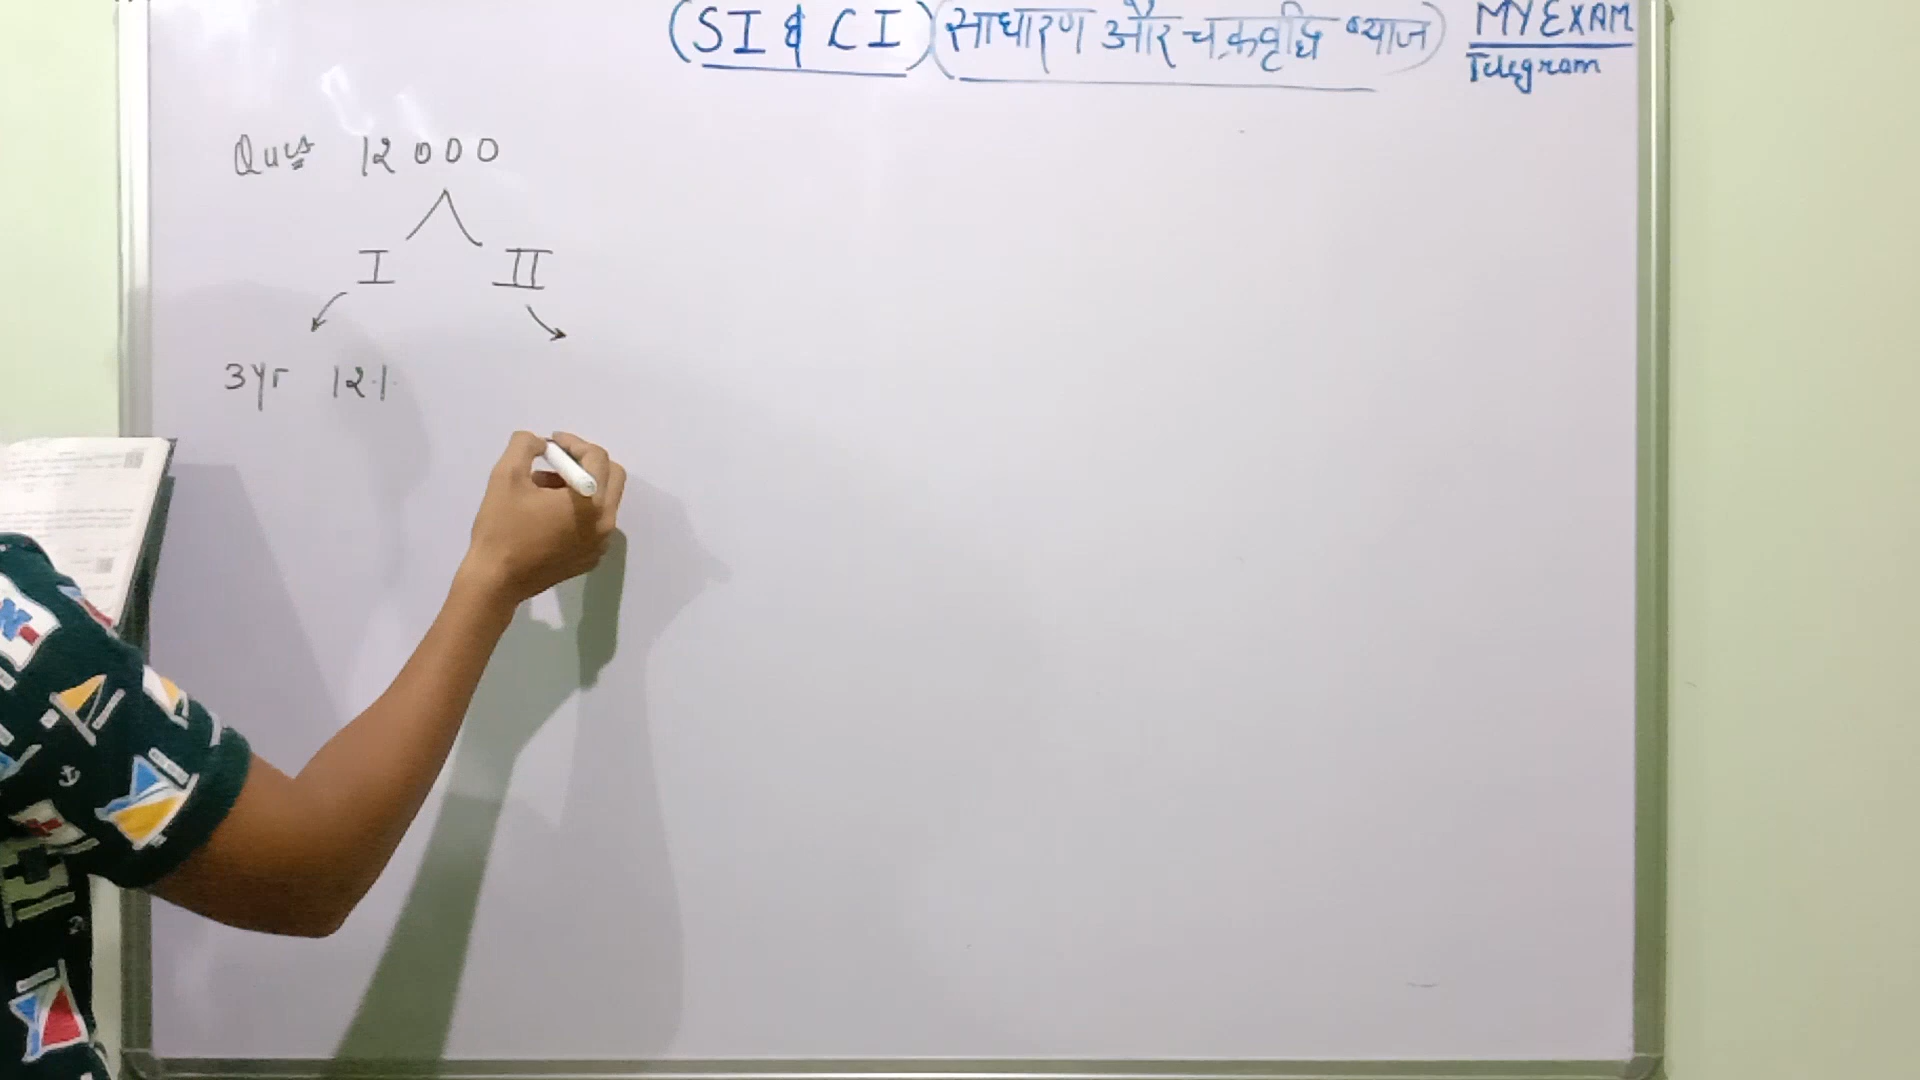 (SI & CI) (साधारण और चक्रवृद्धि ब्याज) MY EXAM
Telegram
Ques 12000
I II
3yr 12%